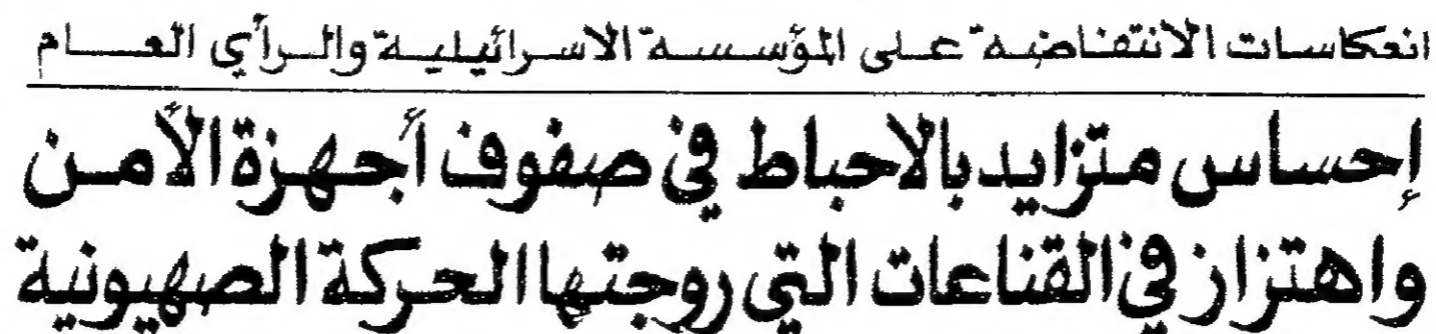 انعكاسات الانتفاضة على المؤسسة الاسرائيلية والرأي العام
إحساس متزايد بالاحباط في صفوف أجهزة الأمن
واهتزاز في القناعات التي روجتها الحركة الصهيونية